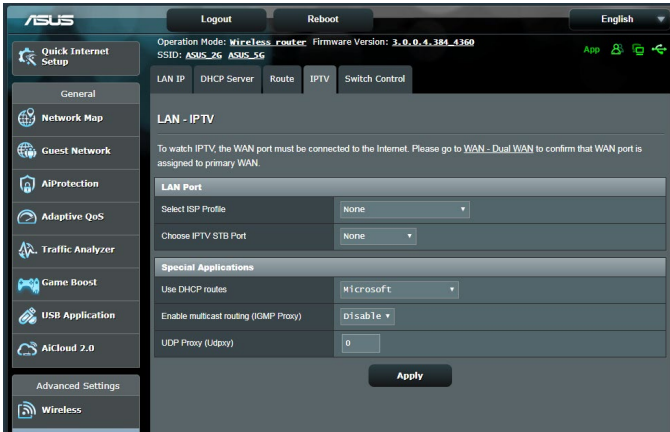 ASUS
Logout
Reboot
English
Quick Internet
Setup
Operation Mode: Wireless router Firmware Version: 3.0.0.4.384_4360
SSID: ASUS_2G ASUS_5G
App
General
Network Map
Guest Network
AiProtection
Adaptive QoS
Traffic Analyzer
Game Boost
USB Application
AiCloud 2.0
Advanced Settings
Wireless
LAN IP
DHCP Server
Route
IPTV
Switch Control
LAN - IPTV
To watch IPTV, the WAN port must be connected to the Internet. Please go to WAN - Dual WAN to confirm that WAN port is
assigned to primary WAN.
LAN Port
Select ISP Profile
None
Choose IPTV STB Port
None
Special Applications
Use DHCP routes
Microsoft
Enable multicast routing (IGMP Proxy)
Disable
UDP Proxy (Udpxy)
0
Apply